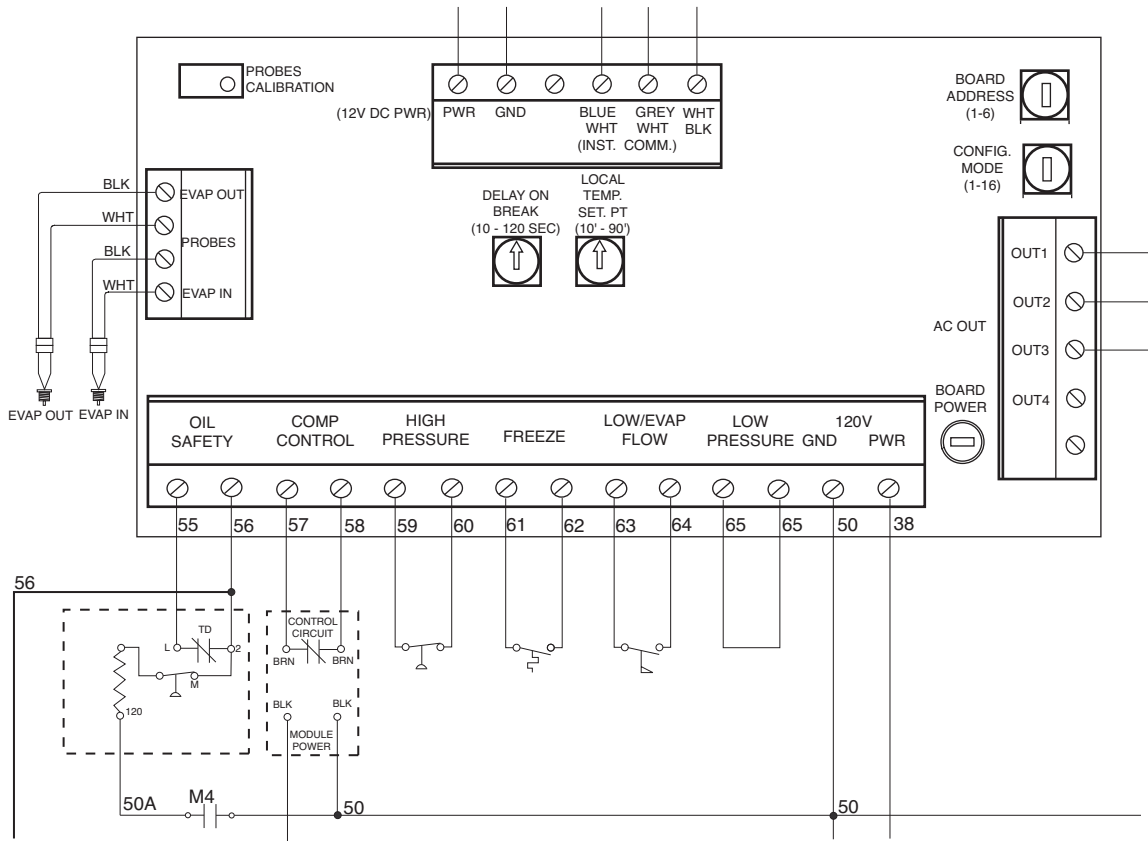 PROBES
CALIBRATION
(12V DC PWR)
PWR
GND
BLUE
WHT
(INST.
GREY
WHT
COMM.)
WHT
BLK
BOARD
ADDRESS
(1-6)
CONFIG.
MODE
(1-16)
DELAY ON
BREAK
(10 - 120 SEC)
LOCAL
TEMP.
SET. PT
(10' - 90')
BLK
WHT
BLK
WHT
EVAP OUT
PROBES
EVAP IN
EVAP OUT
EVAP IN
AC OUT
OUT1
OUT2
OUT3
OUT4
BOARD
POWER
OIL
SAFETY
COMP
CONTROL
HIGH
PRESSURE
FREEZE
LOW/EVAP
FLOW
LOW
PRESSURE
120V
GND
PWR
55
56
57
58
59
60
61
62
63
64
65
65
50
38
56
TD
L
2
M
120
CONTROL
CIRCUIT
BRN
BRN
BLK
BLK
MODULE
POWER
50A
M4
50
50